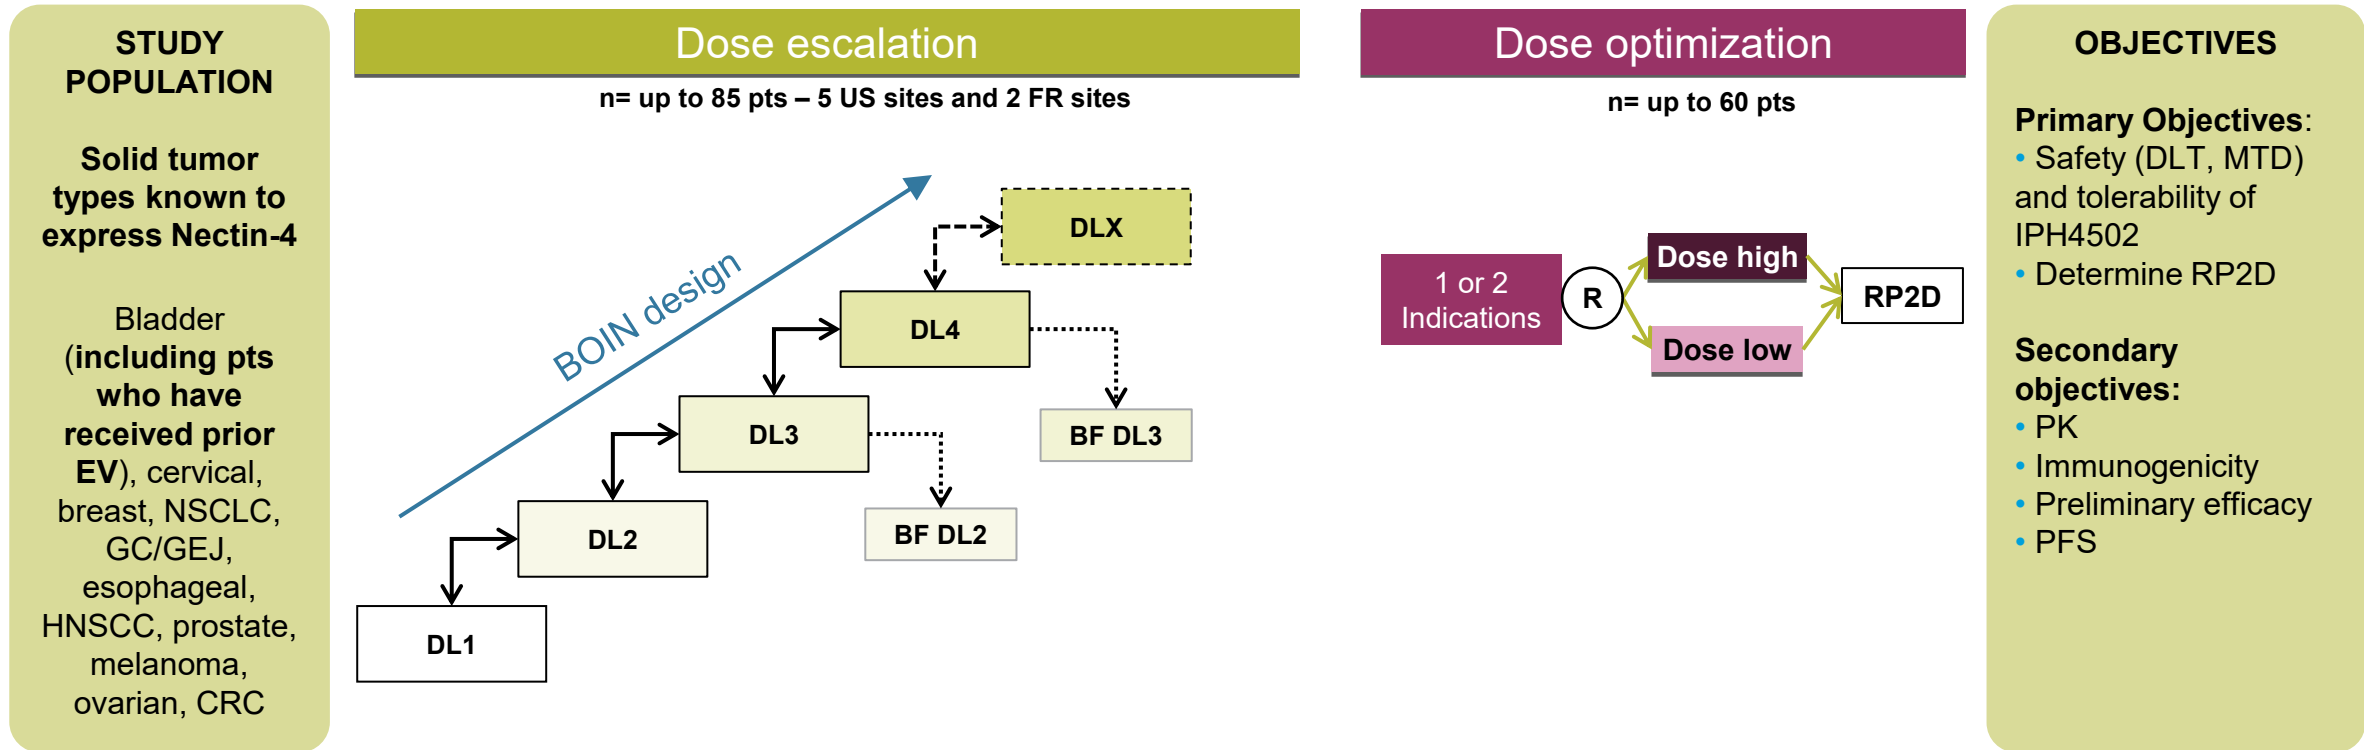 STUDY
POPULATION
Solid tumor
types known to
express Nectin-4
Bladder
(including pts
who have
received prior
EV), cervical,
breast, NSCLC,
GC/GEJ,
esophageal,
HNSCC, prostate,
melanoma,
ovarian, CRC
Dose escalation
n= up to 85 pts – 5 US sites and 2 FR sites
BOIN design
DLX
DL4
DL3
BF DL3
DL2
BF DL2
DL1
Dose optimization
n= up to 60 pts
1 or 2
Indications
R
Dose high
Dose low
RP2D
OBJECTIVES
Primary Objectives:
• Safety (DLT, MTD)
and tolerability of
IPH4502
• Determine RP2D
Secondary
objectives:
• PK
• Immunogenicity
• Preliminary efficacy
• PFS